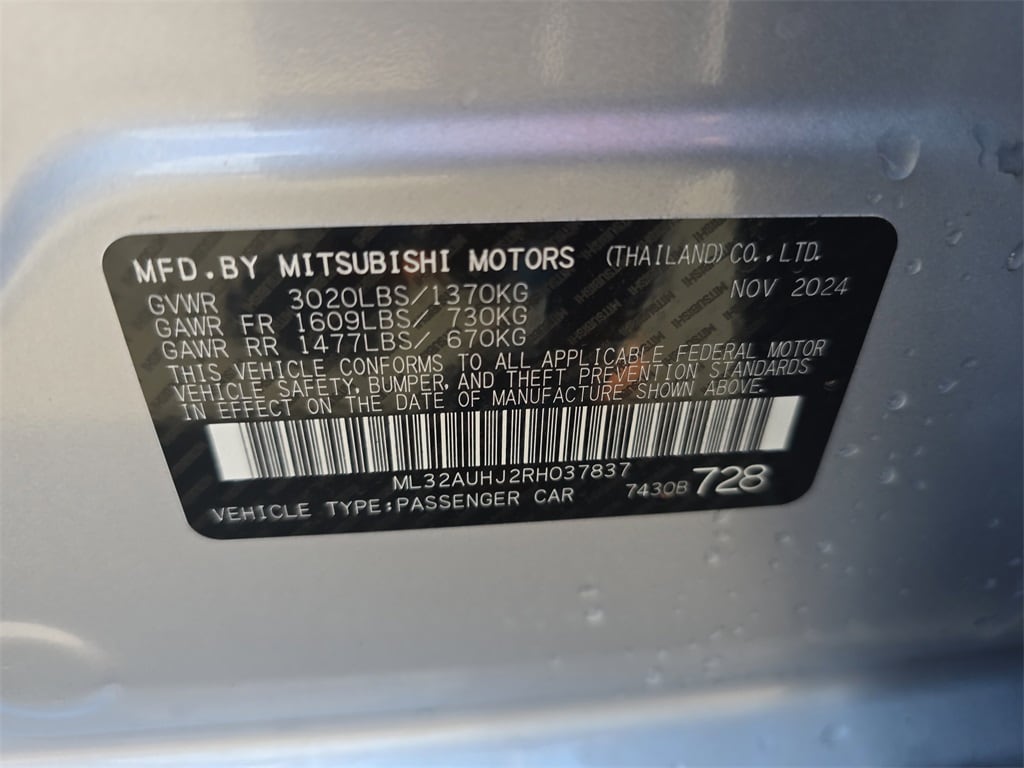 MFD.BY MITSUBISHI MOTORS (THAILAND) CO., LTD.
GVWR 3020LBS/1370KG NOV 2024
GAWR FR 1609LBS/ 730KG
GAWR RR 1477LBS/ 670KG
THIS VEHICLE CONFORMS TO ALL APPLICABLE FEDERAL MOTOR
VEHICLE SAFETY, BUMPER, AND THEFT PREVENTION STANDARDS
IN EFFECT ON THE DATE OF MANUFACTURE SHOWN ABOVE.
ML32AUHJ2RH037837
VEHICLE TYPE:PASSENGER CAR 7430B 728